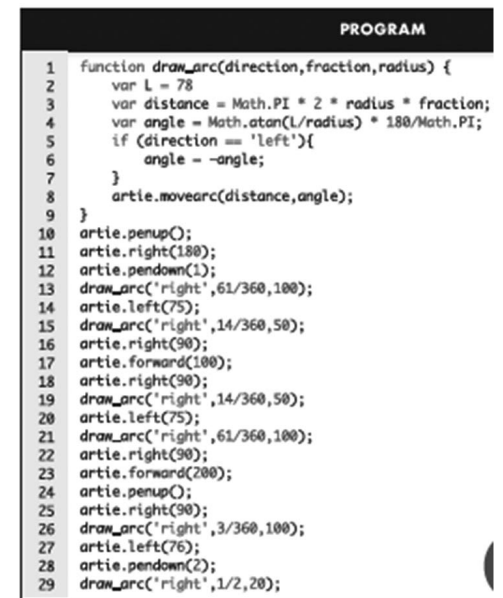 PROGRAM
1 function draw_arc(direction,fraction,radius) {
2 var L = 78
3 var distance = Math.PI * 2 * radius * fraction;
4 var angle = Math.atan(L/radius) * 180/Math.PI;
5 if (direction == 'left'){
6 angle = -angle;
7 }
8 artie.movearc(distance,angle);
9 }
10 artie.penup();
11 artie.right(180);
12 artie.pendown(1);
13 draw_arc('right',61/360,100);
14 artie.left(75);
15 draw_arc('right',14/360,50);
16 artie.right(90);
17 artie.forward(100);
18 artie.right(90);
19 draw_arc('right',14/360,50);
20 artie.left(75);
21 draw_arc('right',61/360,100);
22 artie.right(90);
23 artie.forward(200);
24 artie.penup();
25 artie.right(90);
26 draw_arc('right',3/360,100);
27 artie.left(76);
28 artie.pendown(2);
29 draw_arc('right',1/2,20);